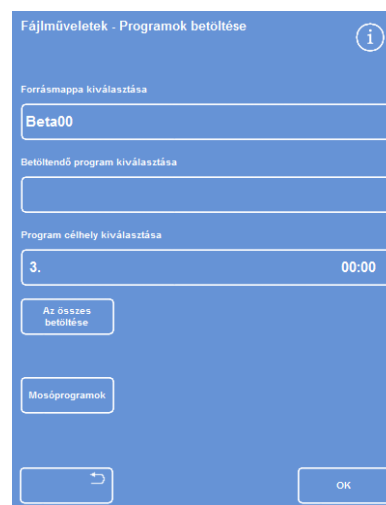 Fájlműveletek - Programok betöltése
i
Forrásmappa kiválasztása
Beta00
Betöltendő program kiválasztása
Program célhely kiválasztása
3. 00:00
Az összes
betöltése
Mosóprogramok
OK